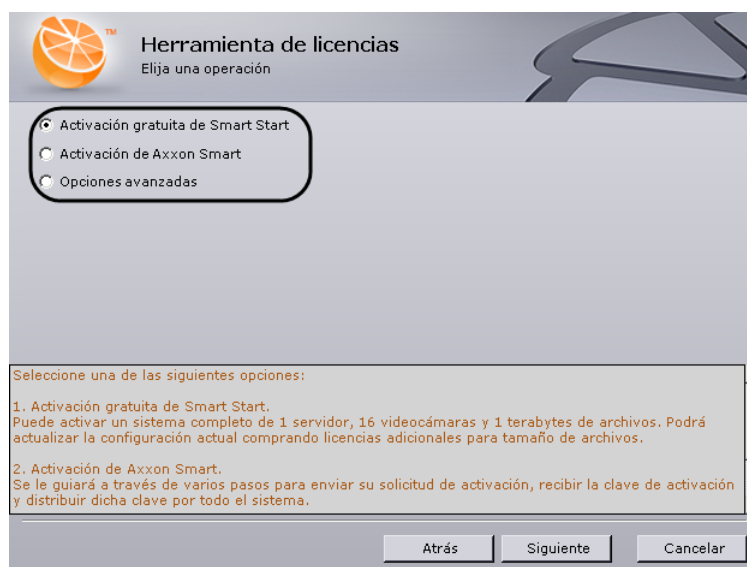 TM
Herramienta de licencias
Elija una operación
Activación gratuita de Smart Start
Activación de Axxon Smart
Opciones avanzadas
Seleccione una de las siguientes opciones:
1. Activación gratuita de Smart Start.
Puede activar un sistema completo de 1 servidor, 16 videocámaras y 1 terabytes de archivos. Podrá
actualizar la configuración actual comprando licencias adicionales para tamaño de archivos.
2. Activación de Axxon Smart.
Se le guiará a través de varios pasos para enviar su solicitud de activación, recibir la clave de activación
y distribuir dicha clave por todo el sistema.
Atrás Siguiente Cancelar